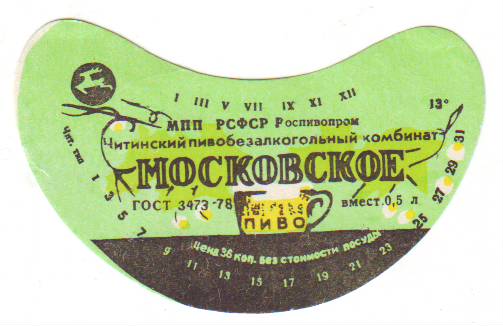 I III V VII IX XI XII
13°
МПП РСФСР Роспивопром
Читинский пивобезалкогольный комбинат
Чит. тип
МОСКОВСКОЕ
ГОСТ 3473-78
вмест. 0,5 л
ПИВО
Цена 36 коп. без стоимости посуды
1 3 5 7 9 11 13 15 17 19 21 23 25 27 29 31